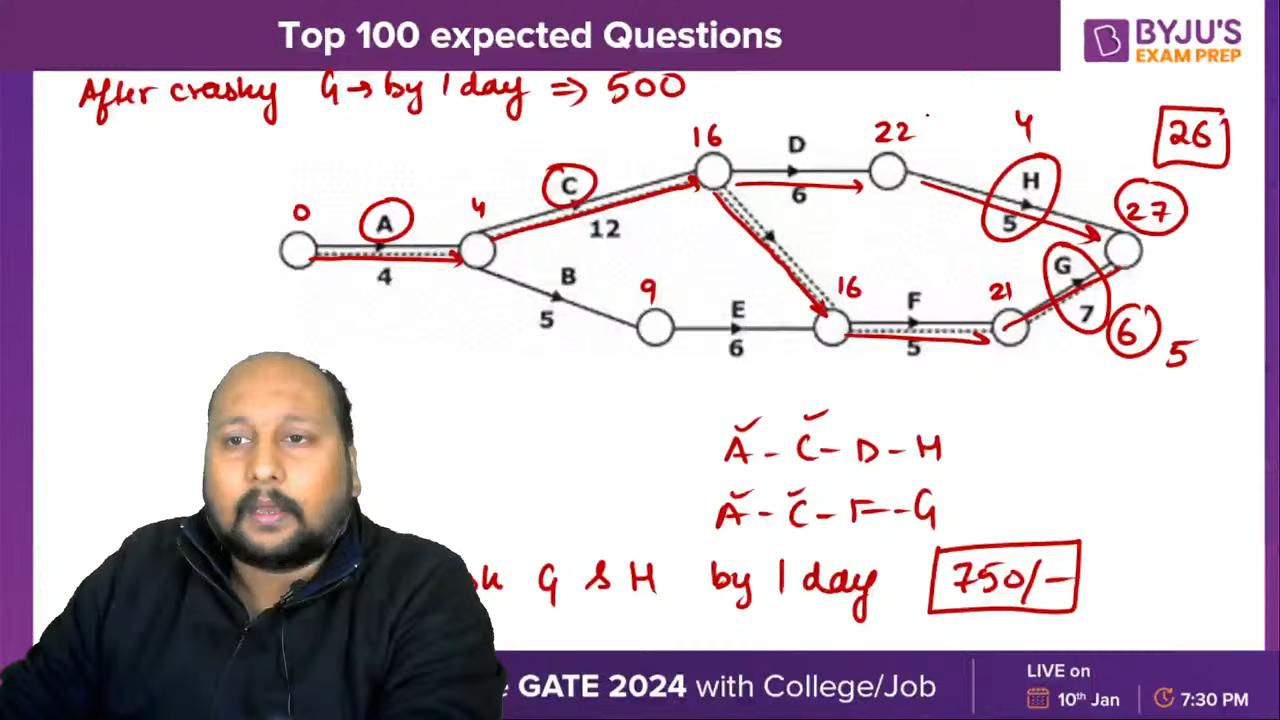 Top 100 expected Questions
BYJU'S
EXAM PREP
After crashy G → by 1 day ⇒ 500
16
D
22
4
26
C
H
0
A
4
6
5
27
12
4
B
9
16
21
G
E
F
7
5
6
5
6
5
A - C - D - H
A - C - F - G
G & H by 1 day 750/-
GATE 2024 with College/Job
LIVE on
10th Jan
7:30 PM